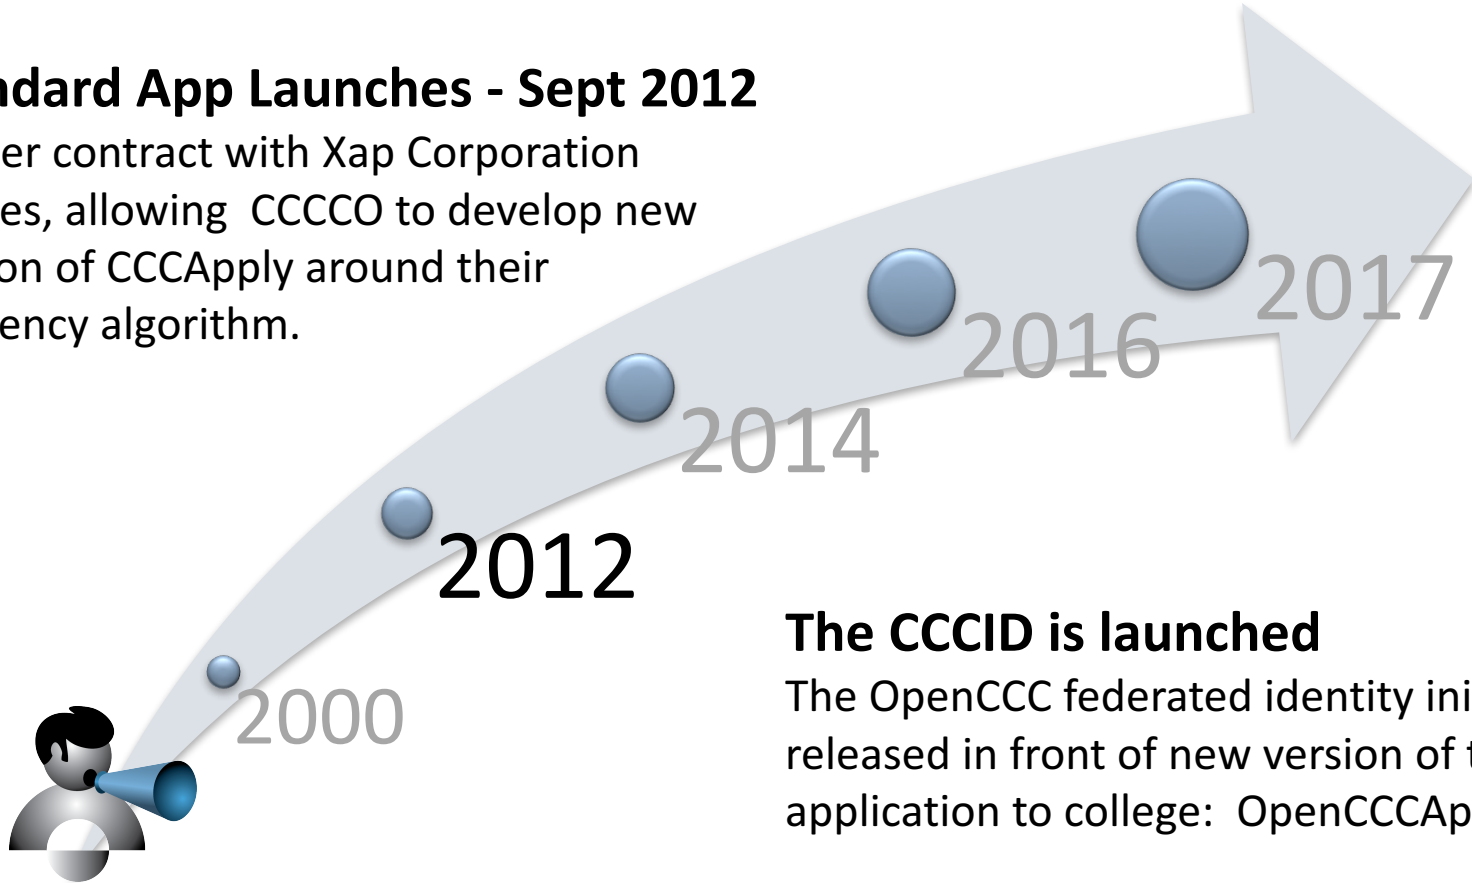 ndard App Launches - Sept 2012
er contract with Xap Corporation
es, allowing  CCCCO to develop new
on of CCCApply around their
ency algorithm.
2017
2016
2014
2012
2000
The CCCID is launched
The OpenCCC federated identity ini
released in front of new version of t
application to college:  OpenCCCAp